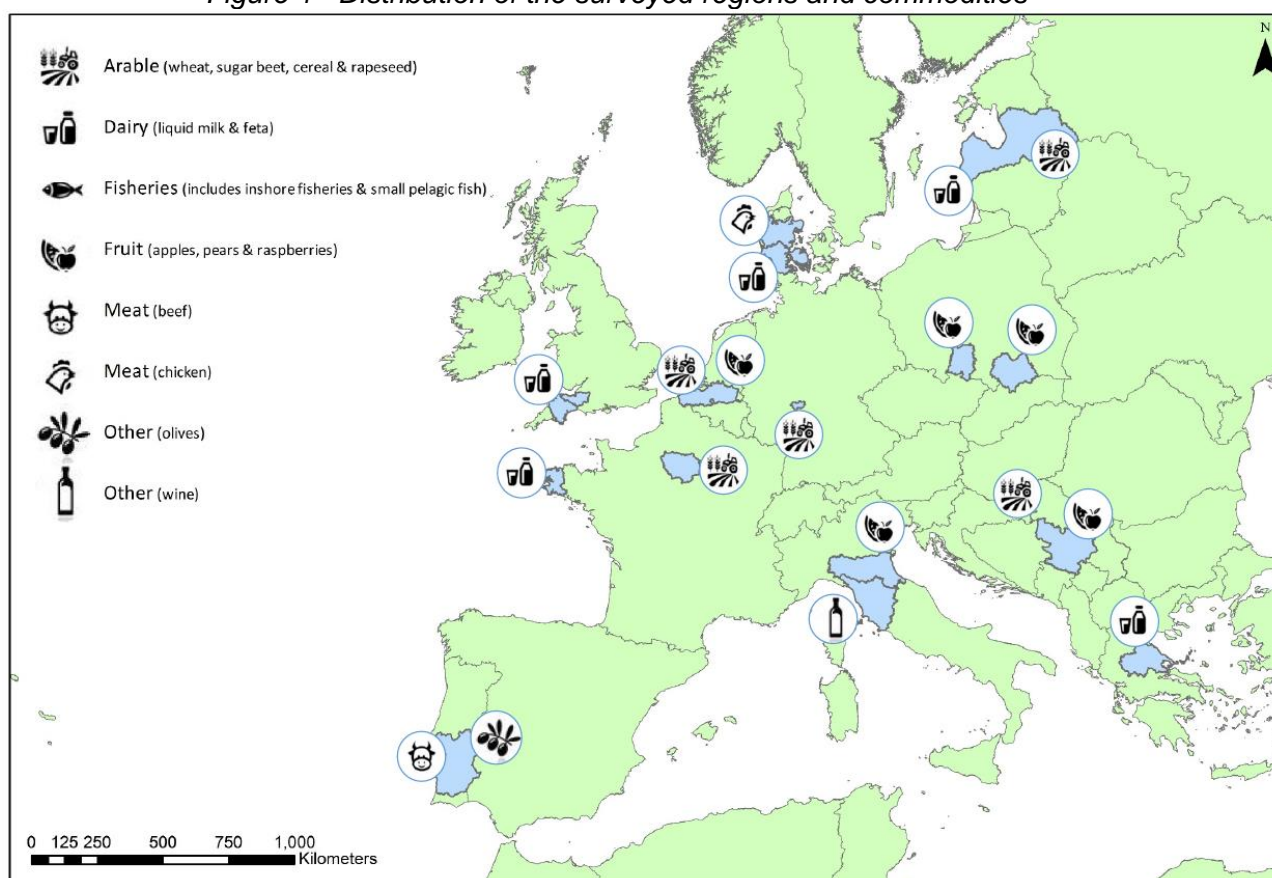 Figure 1 - Distribution of the surveyed regions and commodities
N
Arable (wheat, sugar beet, cereal & rapeseed)
Dairy (liquid milk & feta)
Fisheries (includes inshore fisheries & small pelagic fish)
Fruit (apples, pears & raspberries)
Meat (beef)
Meat (chicken)
Other (olives)
Other (wine)
0 125 250 500 750 1,000
Kilometers